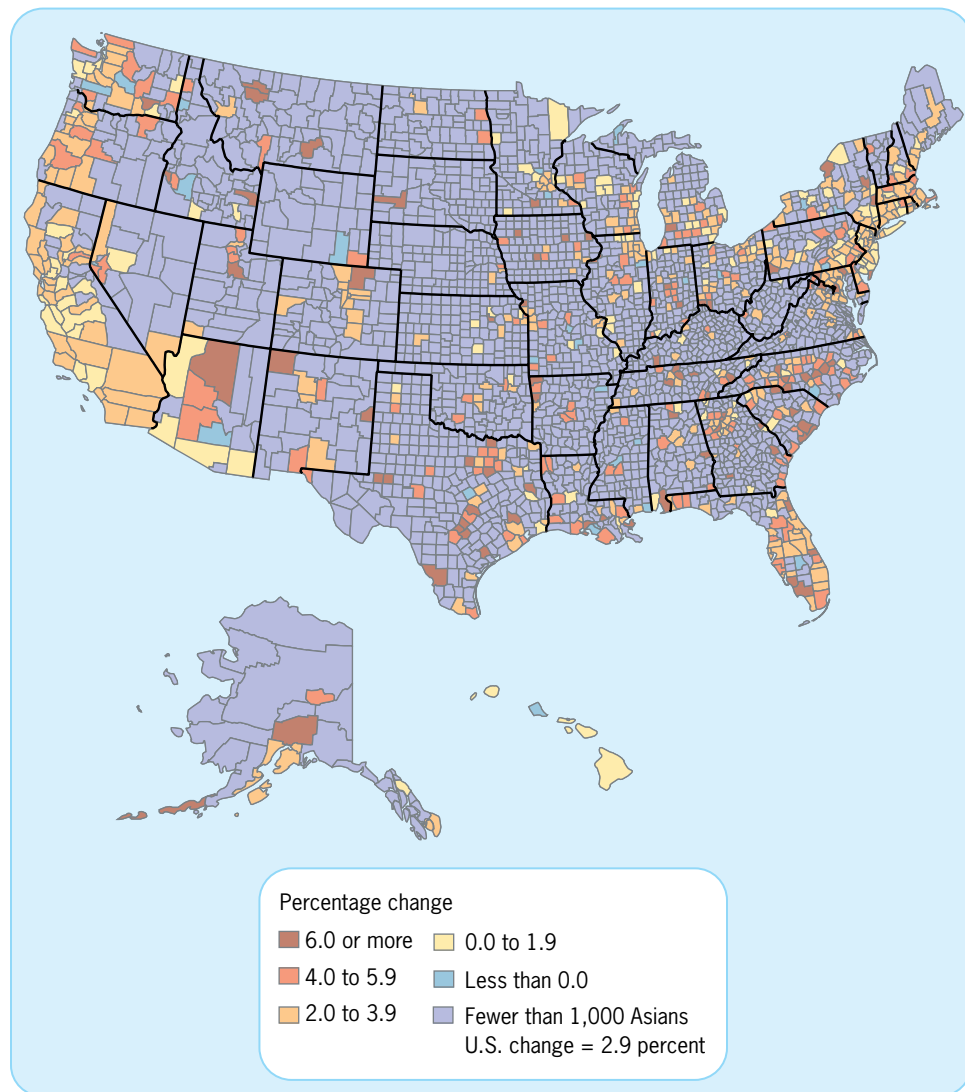 Percentage change
6.0 or more
4.0 to 5.9
2.0 to 3.9
0.0 to 1.9
Less than 0.0
Fewer than 1,000 Asians
U.S. change = 2.9 percent